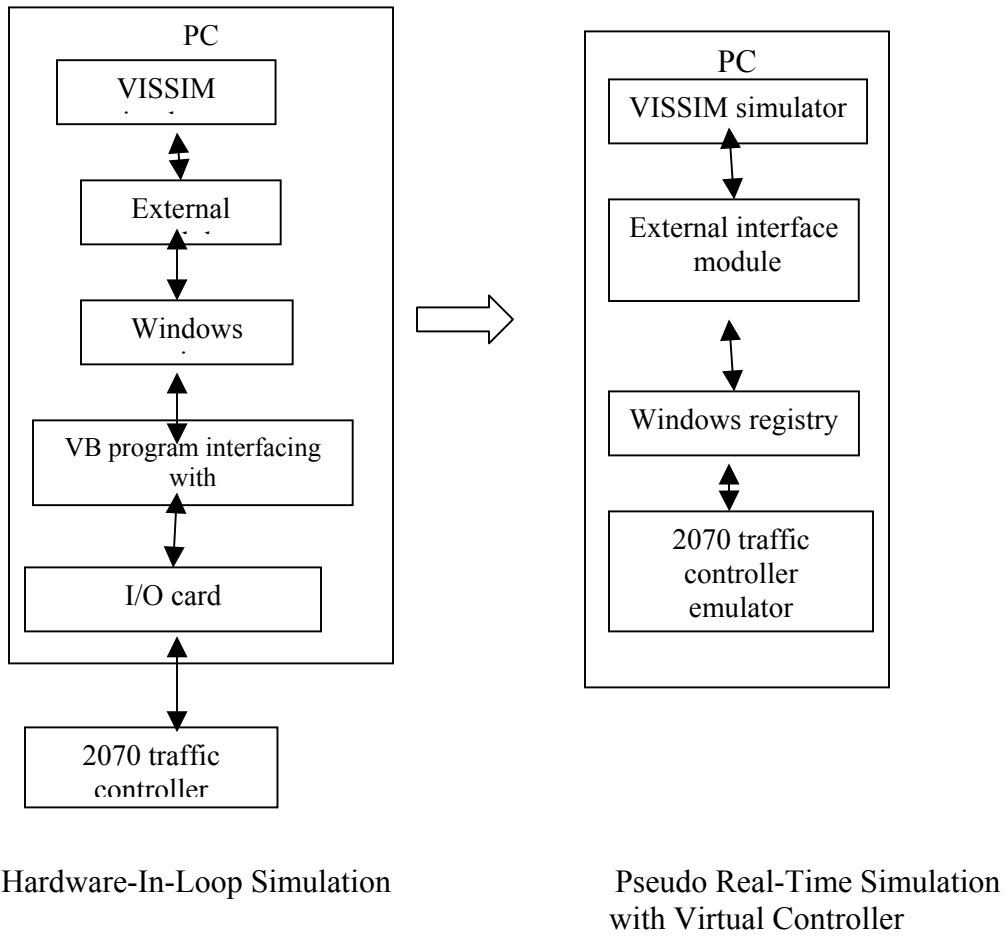 PC
VISSIM
External
Windows
VB program interfacing
with
I/O card
2070 traffic
controller
Hardware-In-Loop Simulation
PC
VISSIM simulator
External interface
module
Windows registry
2070 traffic
controller
emulator
Pseudo Real-Time Simulation
with Virtual Controller